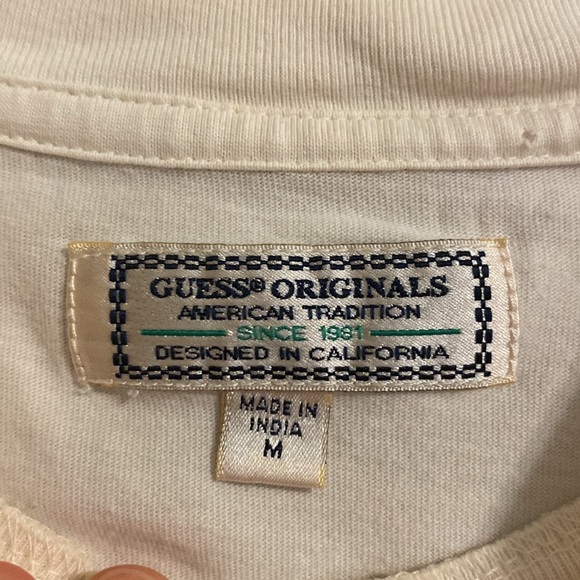 GUESS® ORIGINALS
AMERICAN TRADITION
SINCE 1981
DESIGNED IN CALIFORNIA
MADE IN
INDIA
M